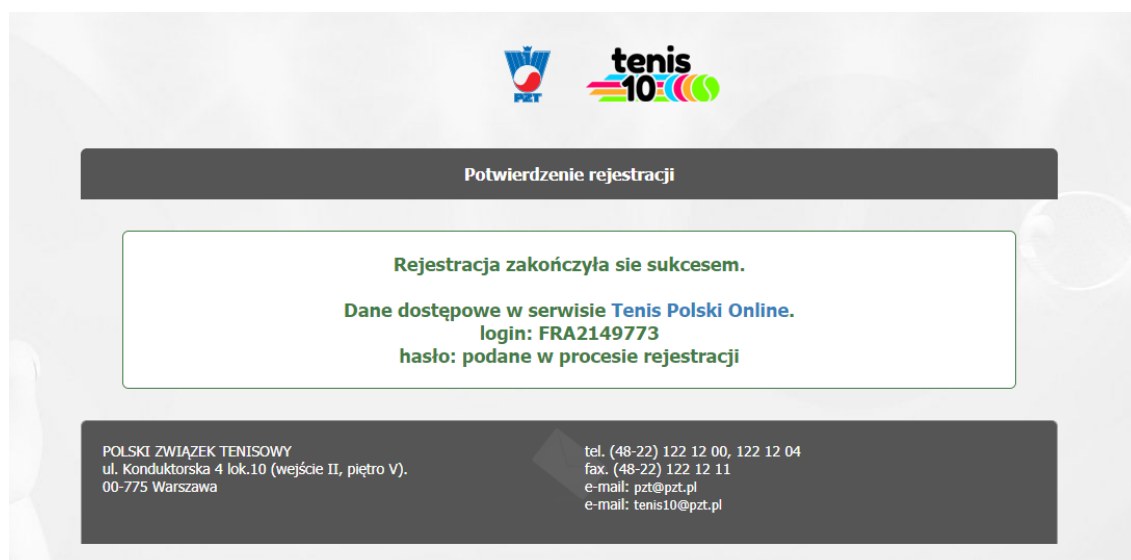 PZT
tenis
10
Potwierdzenie rejestracji
Rejestracja zakończyła sie sukcesem.
Dane dostępowe w serwisie Tenis Polski Online.
login: FRA2149773
hasło: podane w procesie rejestracji
POLSKI ZWIĄZEK TENISOWY
ul. Konduktorska 4 lok.10 (wejście II, piętro V).
00-775 Warszawa
tel. (48-22) 122 12 00, 122 12 04
fax. (48-22) 122 12 11
e-mail: pzt@pzt.pl
e-mail: tenis10@pzt.pl